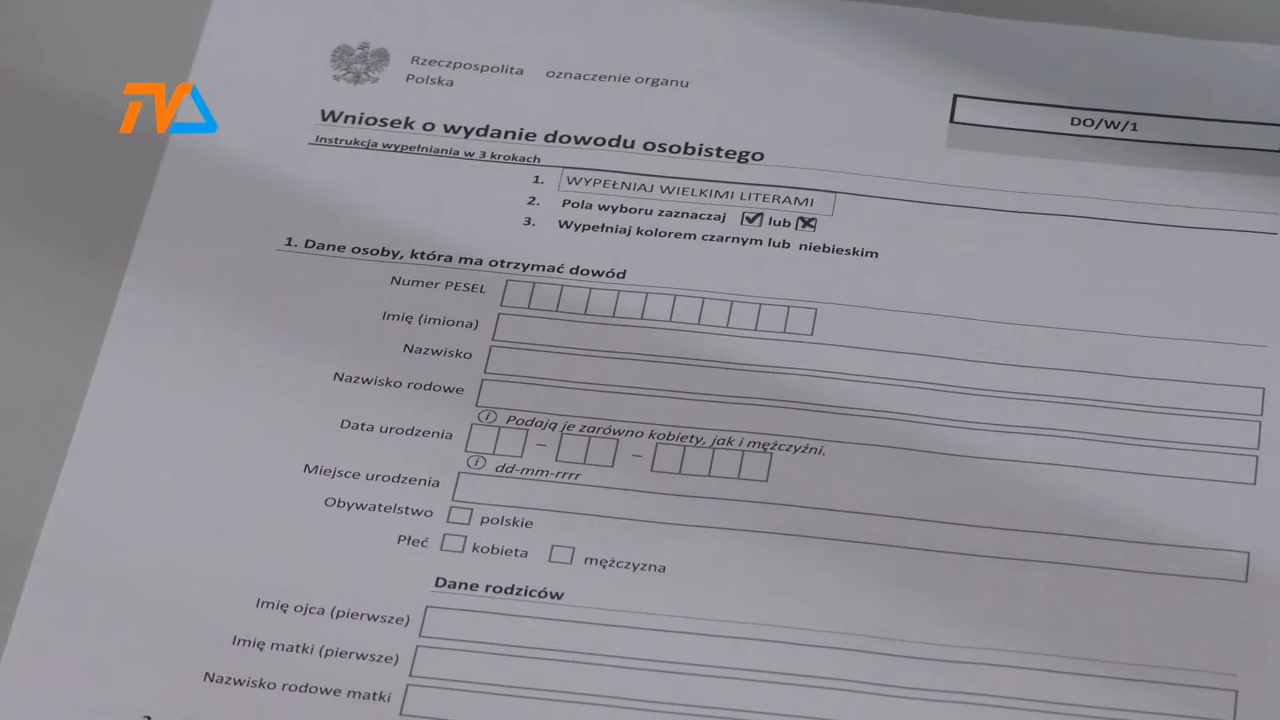 TVA
Rzeczpospolita
Polska
oznaczenie organu
DO/W/1
Wniosek o wydanie dowodu osobistego
Instrukcja wypełniania w 3 krokach
1. WYPEŁNIAJ WIELKIMI LITERAMI
2. Pola wyboru zaznaczaj lub
3. Wypełniaj kolorem czarnym lub niebieskim
1. Dane osoby, która ma otrzymać dowód
Numer PESEL
Imię (imiona)
Nazwisko
Nazwisko rodowe
Podają je zarówno kobiety, jak i mężczyźni.
Data urodzenia – –
dd-mm-rrrr
Miejsce urodzenia
Obywatelstwo polskie
Płeć kobieta mężczyzna
Dane rodziców
Imię ojca (pierwsze)
Imię matki (pierwsze)
Nazwisko rodowe matki